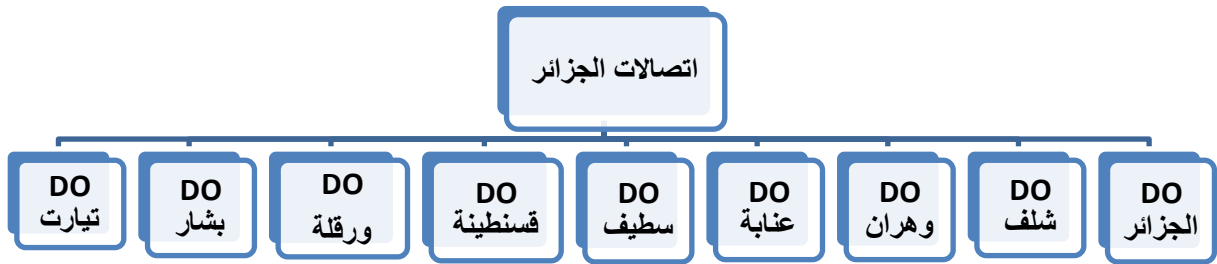 اتصالات الجزائر
DO
الجزائر
DO
شلف
DO
وهران
DO
عنابة
DO
سطيف
DO
قسنطينة
DO
ورقلة
DO
بشار
DO
تيارت